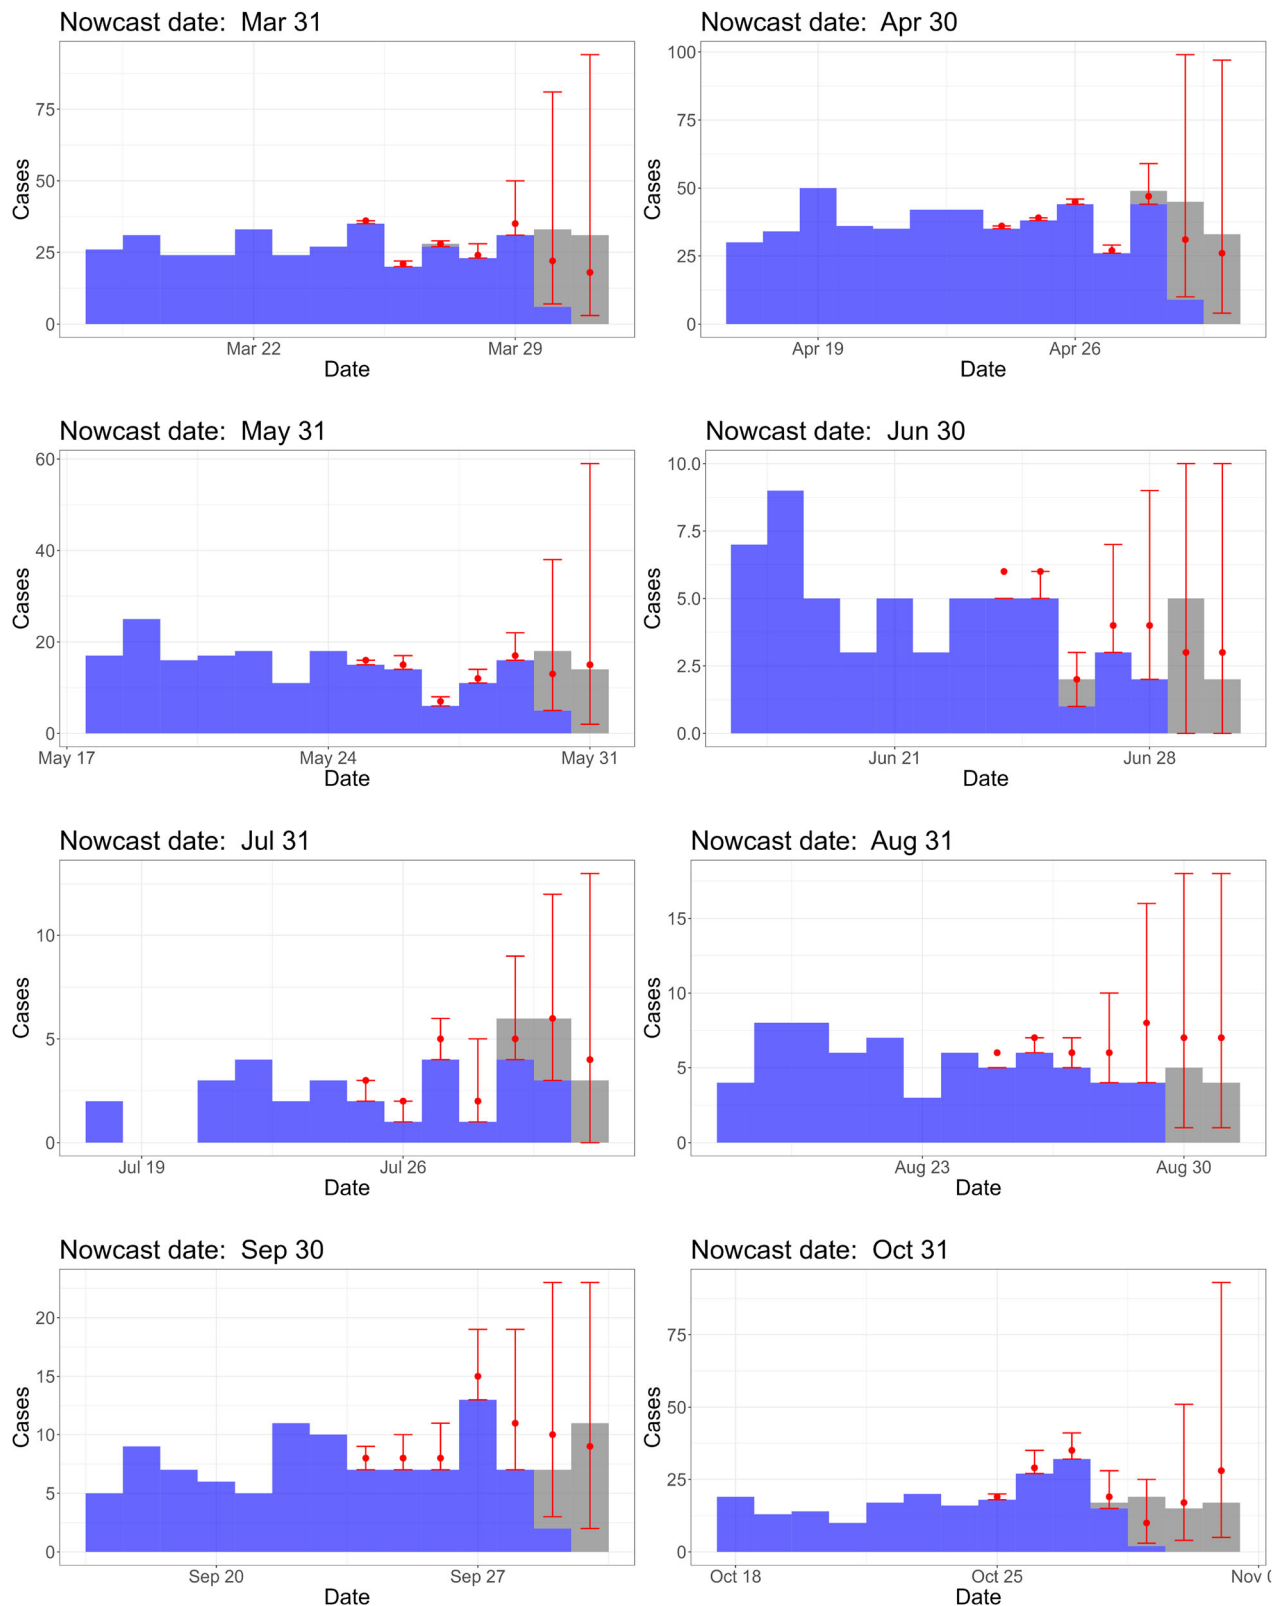 Nowcast date:  Mar 31
Cases
75
50
25
0
Mar 22
Mar 29
Date
Nowcast date:  Apr 30
Cases
100
75
50
25
0
Apr 19
Apr 26
Date
Nowcast date:  May 31
Cases
60
40
20
0
May 17
May 24
May 31
Date
Nowcast date:  Jun 30
Cases
10.0
7.5
5.0
2.5
0.0
Jun 21
Jun 28
Date
Nowcast date:  Jul 31
Cases
10
5
0
Jul 19
Jul 26
Date
Nowcast date:  Aug 31
Cases
15
10
5
0
Aug 23
Aug 30
Date
Nowcast date:  Sep 30
Cases
20
15
10
5
0
Sep 20
Sep 27
Date
Nowcast date:  Oct 31
Cases
75
50
25
0
Oct 18
Oct 25
Nov
Date